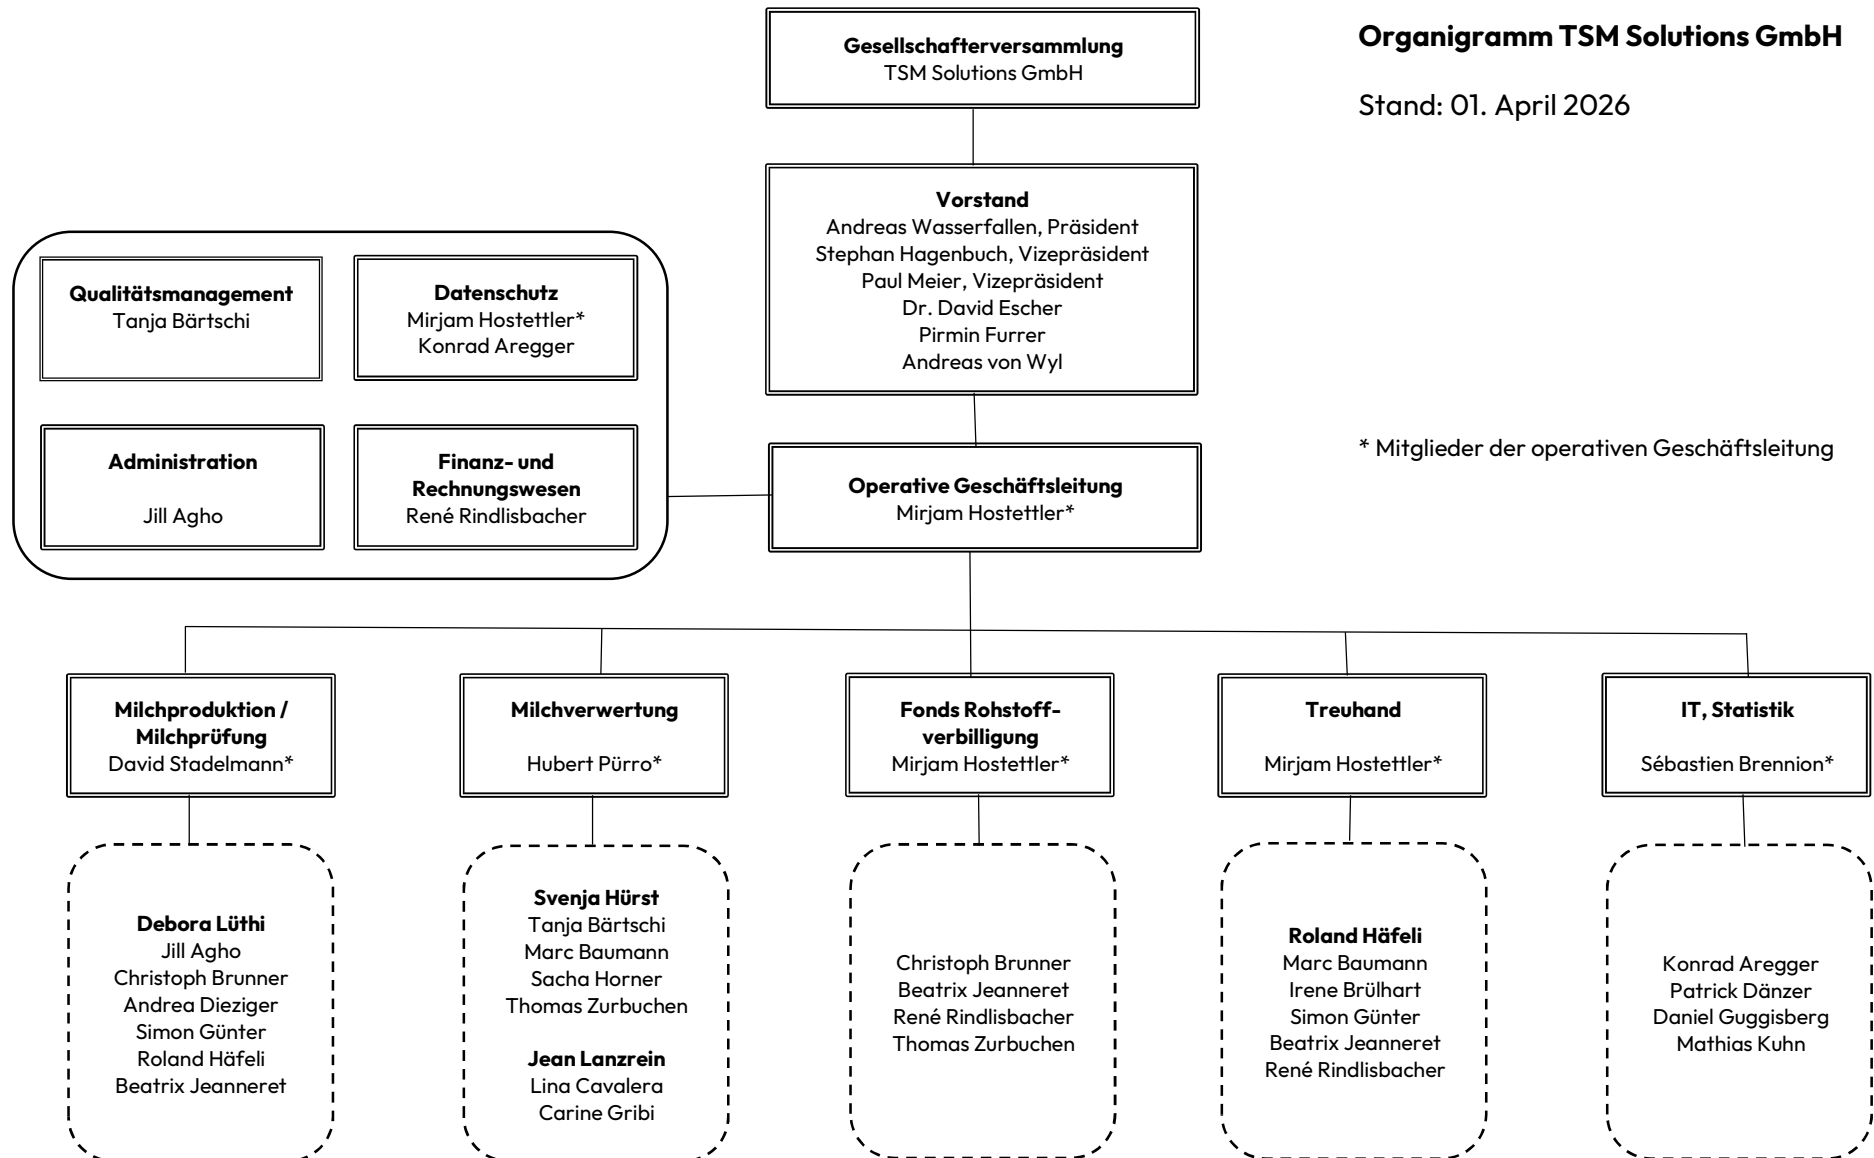 Organigramm TSM Solutions GmbH
Stand: 01. April 2026
Gesellschafterversammlung
TSM Solutions GmbH
Vorstand
Andreas Wasserfallen, Präsident
Stephan Hagenbuch, Vizepräsident
Paul Meier, Vizepräsident
Dr. David Escher
Pirmin Furrer
Andreas von Wyl
Qualitätsmanagement
Tanja Bärtschi
Datenschutz
Mirjam Hostettler*
Konrad Aregger
Administration
Jill Agho
Finanz- und
Rechnungswesen
René Rindlisbacher
* Mitglieder der operativen Geschäftsleitung
Operative Geschäftsleitung
Mirjam Hostettler*
Milchproduktion /
Milchprüfung
David Stadelmann*
Milchverwertung
Hubert Pürro*
Fonds Rohstoff-
verbilligung
Mirjam Hostettler*
Treuhand
Mirjam Hostettler*
IT, Statistik
Sébastien Brennion*
Debora Lüthi
Jill Agho
Christoph Brunner
Andrea Dieziger
Simon Günter
Roland Häfeli
Beatrix Jeanneret
Svenja Hürst
Tanja Bärtschi
Marc Baumann
Sacha Horner
Thomas Zurbuchen
Jean Lanzrein
Lina Cavalera
Carine Gribi
Christoph Brunner
Beatrix Jeanneret
René Rindlisbacher
Thomas Zurbuchen
Roland Häfeli
Marc Baumann
Irene Brülhart
Simon Günter
Beatrix Jeanneret
René Rindlisbacher
Konrad Aregger
Patrick Dänzer
Daniel Guggisberg
Mathias Kuhn